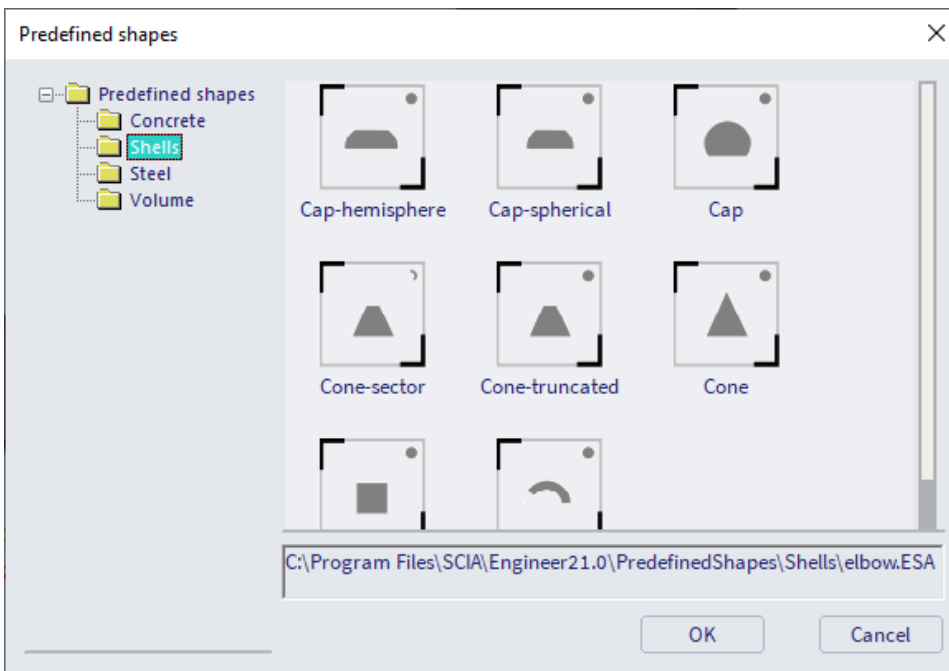 Predefined shapes
Predefined shapes
Concrete
Shells
Steel
Volume
Cap-hemisphere
Cap-spherical
Cap
Cone-sector
Cone-truncated
Cone
C:\Program Files\SCIA\Engineer21.0\PredefinedShapes\Shells\elbow.ESA
OK
Cancel